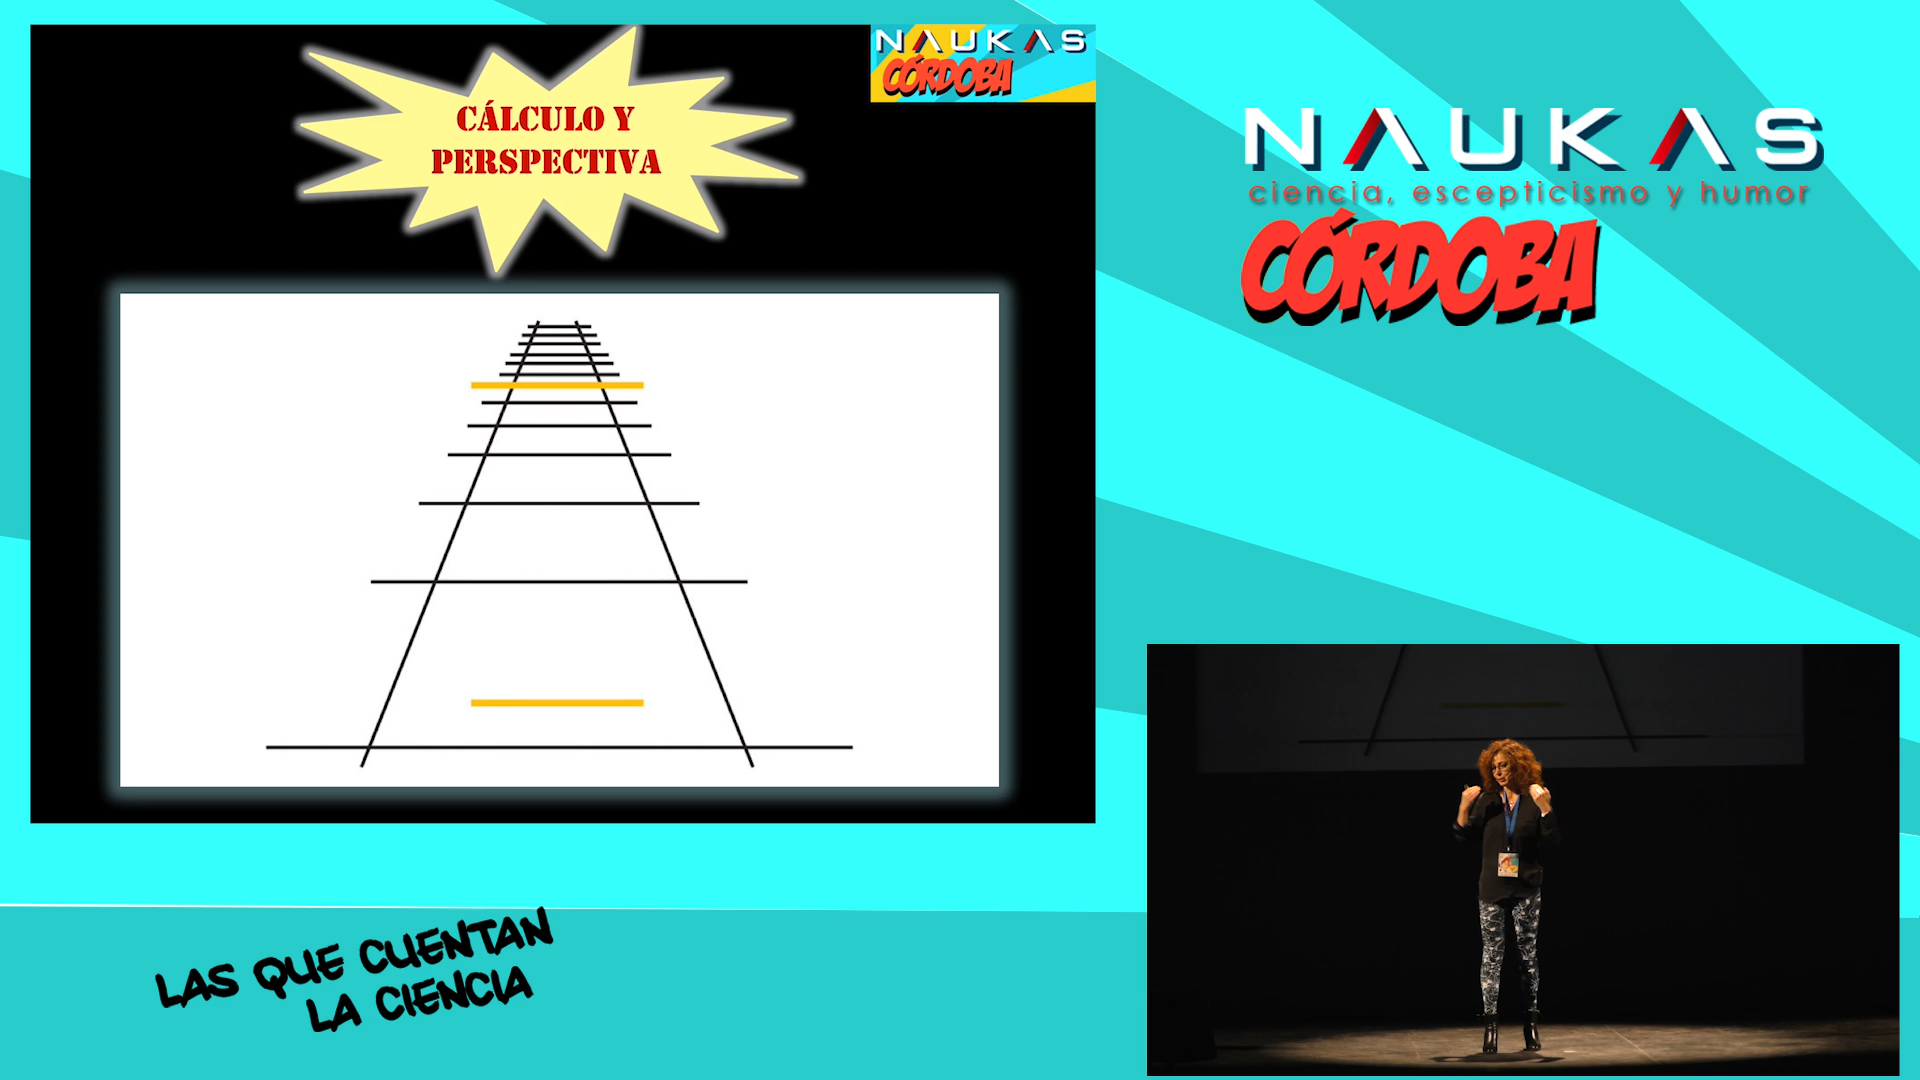 CÁLCULO Y
PERSPECTIVA
NAUKAS
CÓRDOBA
NAUKAS
ciencia, escepticismo y humor
CÓRDOBA
LAS QUE CUENTAN
LA CIENCIA